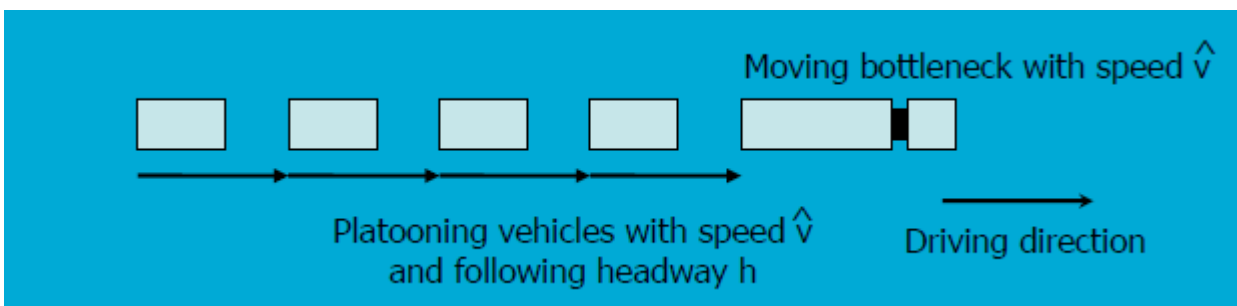 Moving bottleneck with speed v̂
Platooning vehicles with speed v̂
and following headway h
Driving direction